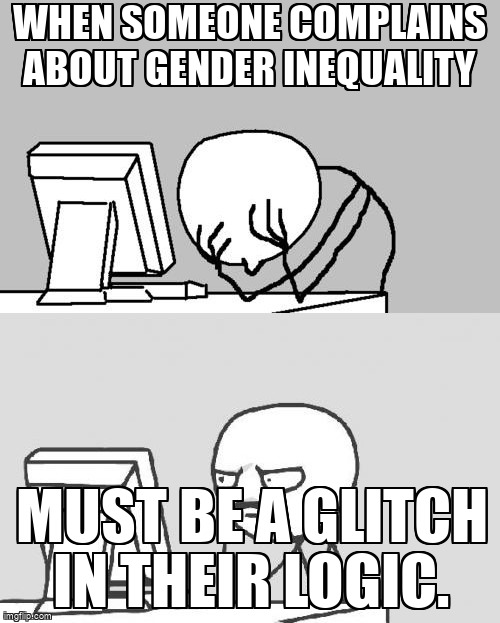 WHEN SOMEONE COMPLAINS
ABOUT GENDER INEQUALITY
MUST BE A GLITCH
IN THEIR LOGIC.
imgflip.com